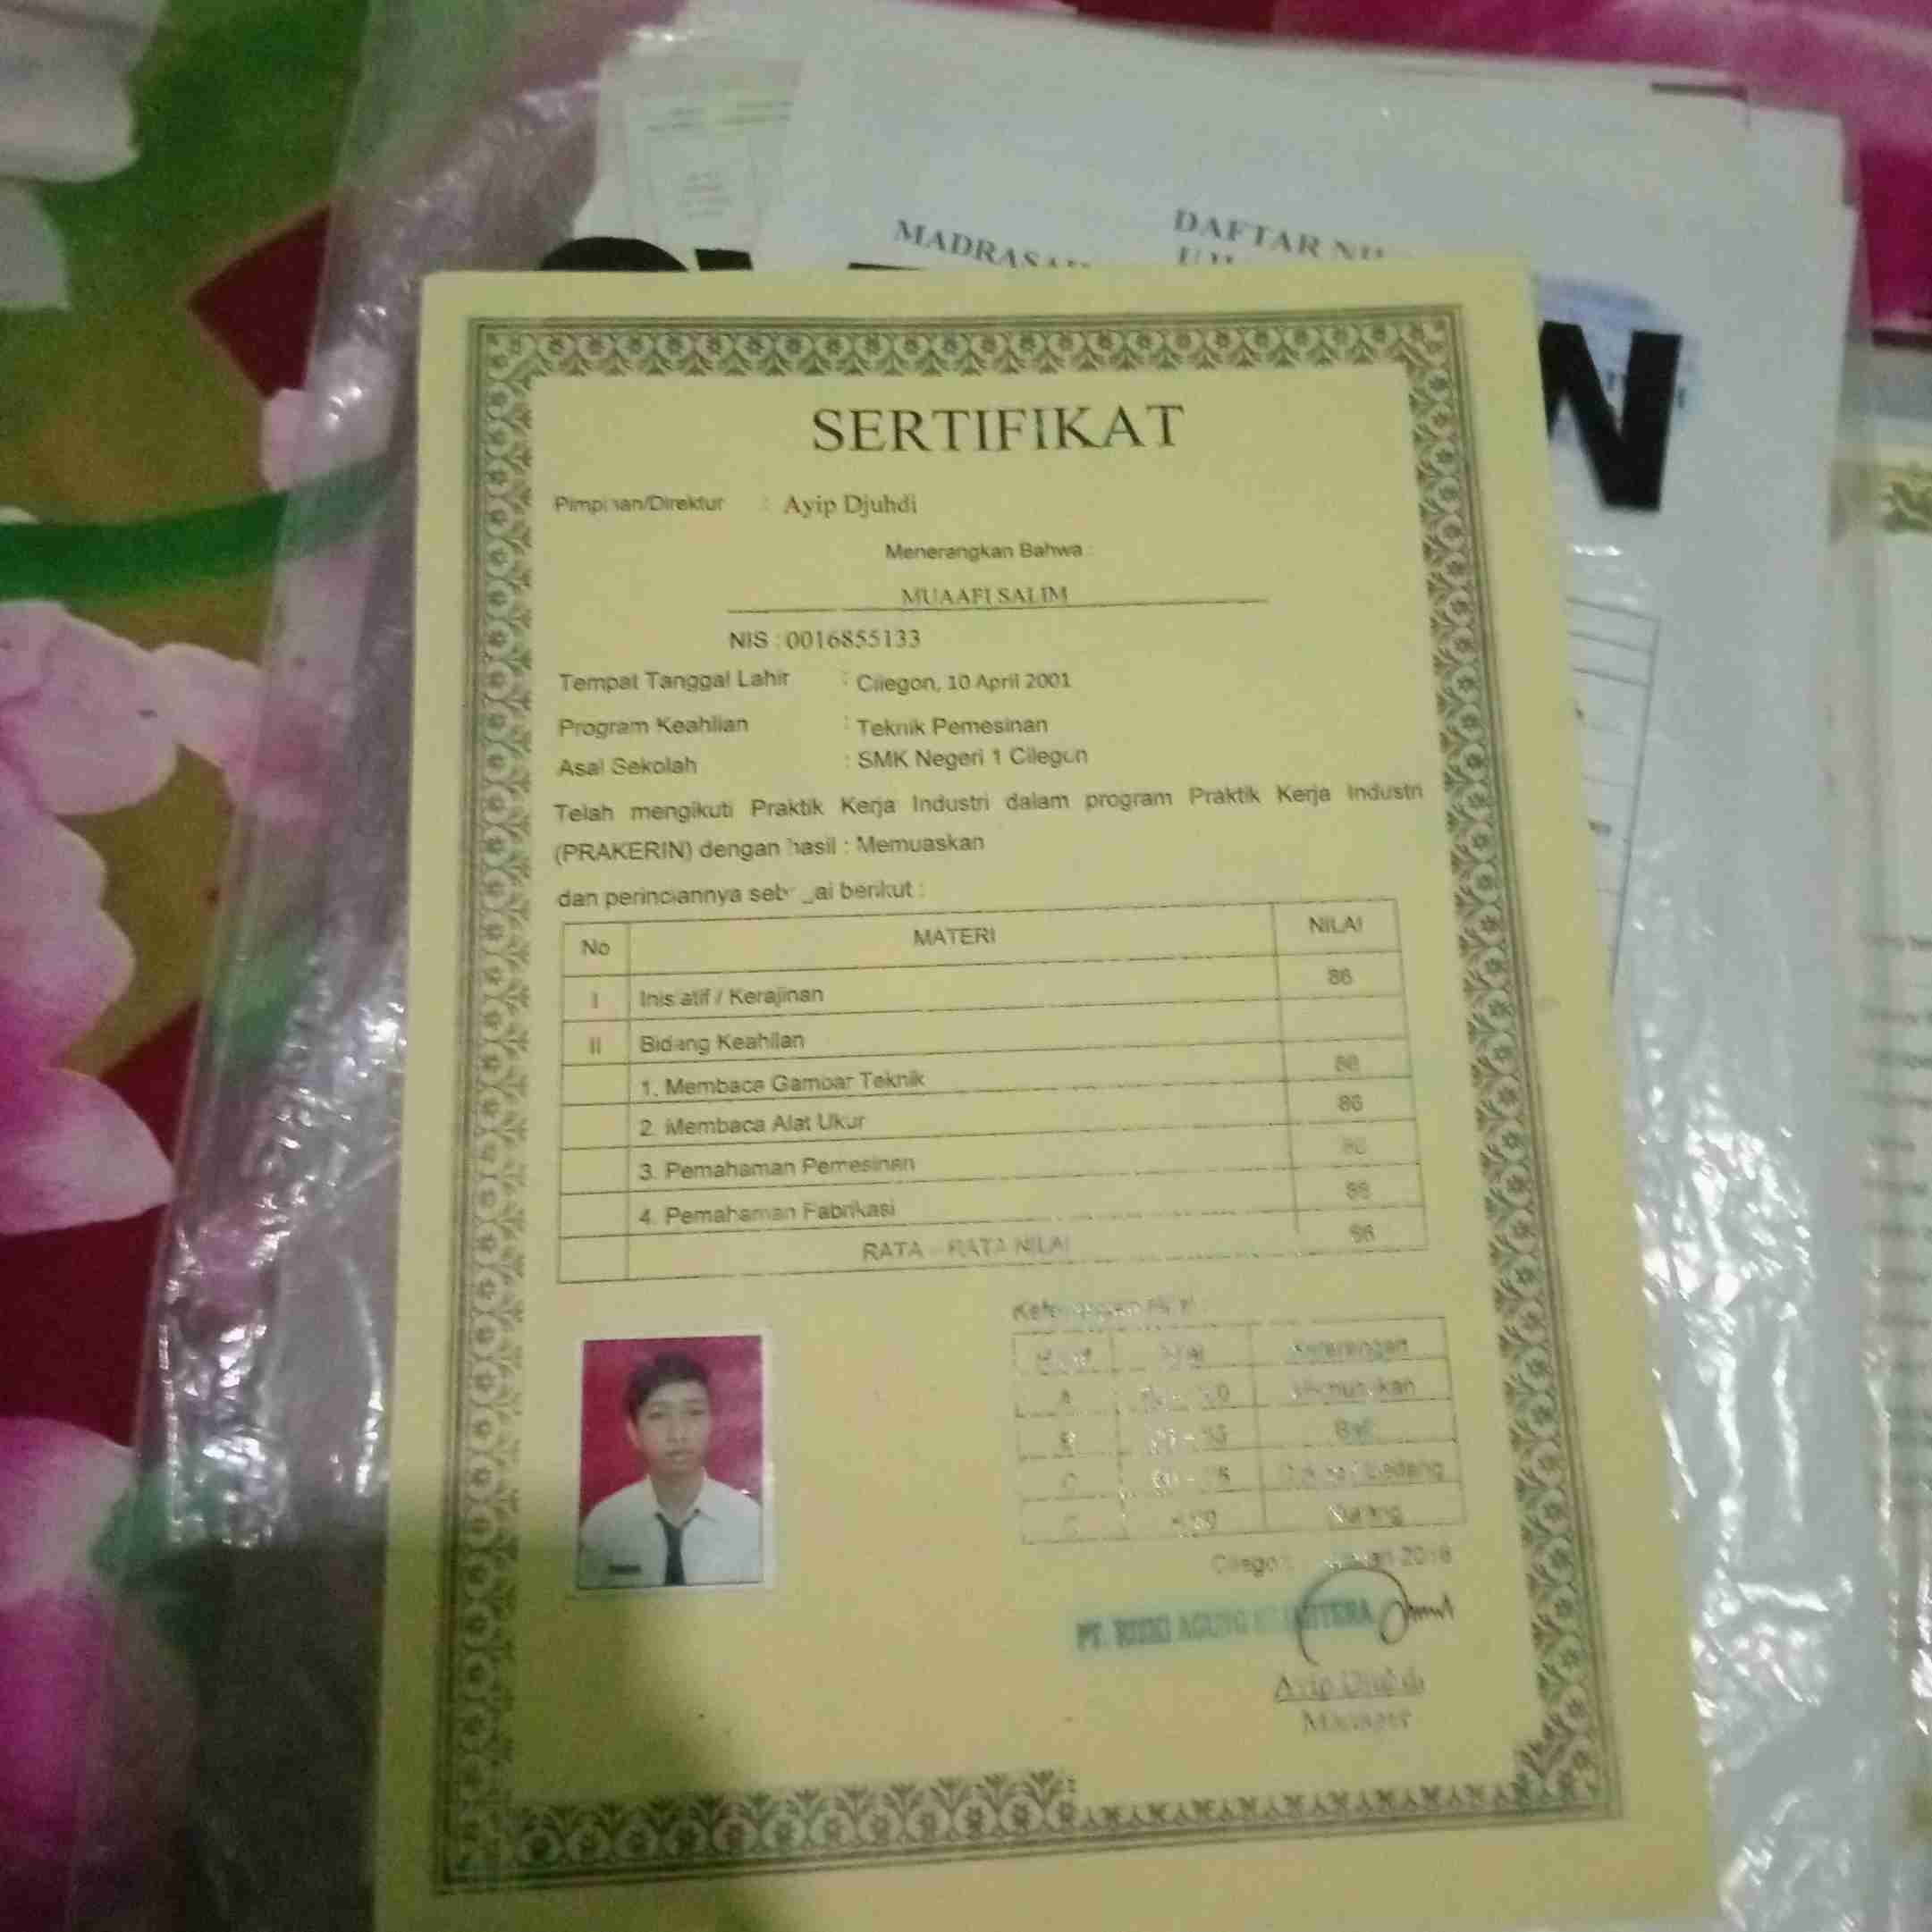 MADRASAH
DAFTAR
SERTIFIKAT
Pimpinan/Direktur : Ayip Djuhdi
Menerangkan Bahwa :
MUAAFI SALIM
NIS : 0016855133
Tempat Tanggal Lahir : Cilegon, 10 April 2001
Program Keahlian : Teknik Pemesinan
Asal Sekolah : SMK Negeri 1 Cilegon
Telah mengikuti Praktik Kerja Industri dalam program Praktik Kerja Industri
(PRAKERIN) dengan hasil : Memuaskan
dan perinciannya sebagai berikut :
No MATERI NILAI
I Inisiatif / Kerajinan 86
II Bidang Keahlian
1. Membaca Gambar Teknik 86
2. Membaca Alat Ukur 86
3. Pemahaman Pemesinan
4. Pemahaman Fabrikasi 86
RATA - RATA NILAI 86
Keterangan
A Memuaskan
B Baik
C Sedang
Kurang
Cilegon
PT. RIZKI AGUNG
Ayip Djuhdi
Manager